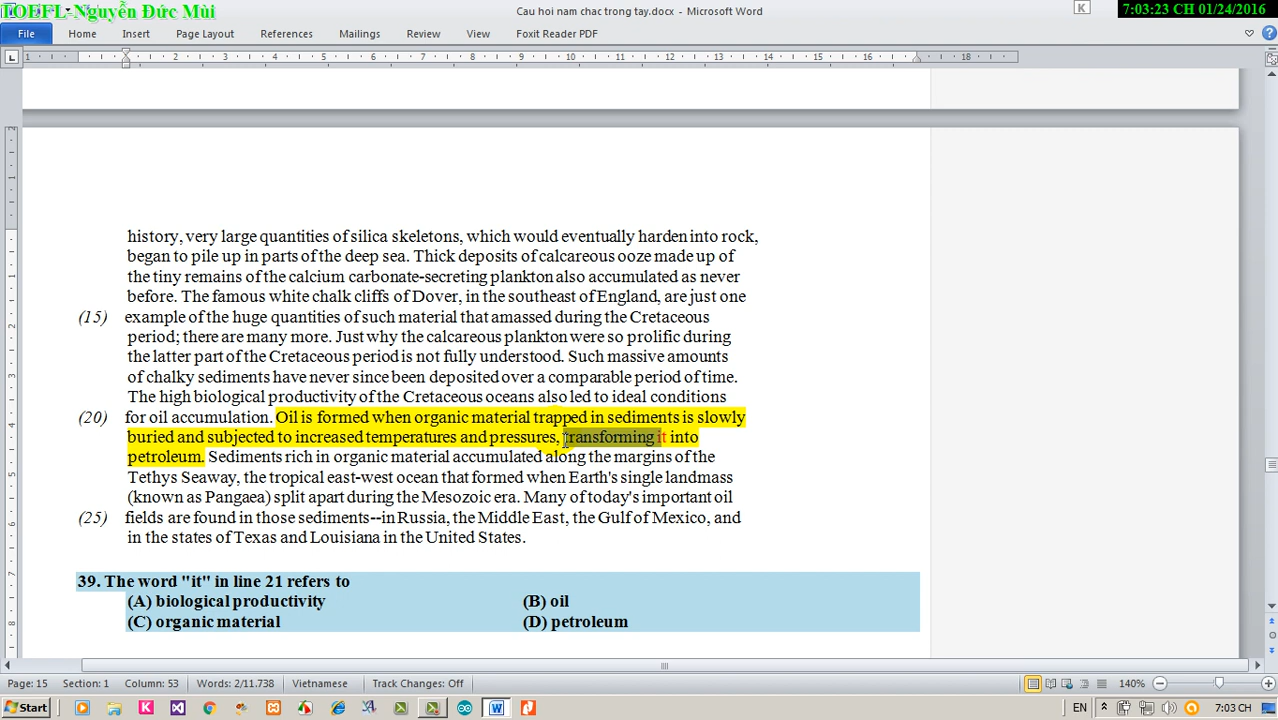 TOEFL-Nguyễn Đức Mùi
Cau hoi nam chac trong tay.docx - Microsoft Word
K
7:03:23 CH 01/24/2016
File Home Insert Page Layout References Mailings Review View Foxit Reader PDF
history, very large quantities of silica skeletons, which would eventually harden into rock,
began to pile up in parts of the deep sea. Thick deposits of calcareous ooze made up of
the tiny remains of the calcium carbonate-secreting plankton also accumulated as never
before. The famous white chalk cliffs of Dover, in the southeast of England, are just one
(15) example of the huge quantities of such material that amassed during the Cretaceous
period; there are many more. Just why the calcareous plankton were so prolific during
the latter part of the Cretaceous period is not fully understood. Such massive amounts
of chalky sediments have never since been deposited over a comparable period of time.
The high biological productivity of the Cretaceous oceans also led to ideal conditions
(20) for oil accumulation. Oil is formed when organic material trapped in sediments is slowly
buried and subjected to increased temperatures and pressures, transforming it into
petroleum. Sediments rich in organic material accumulated along the margins of the
Tethys Seaway, the tropical east-west ocean that formed when Earth's single landmass
(known as Pangaea) split apart during the Mesozoic era. Many of today's important oil
(25) fields are found in those sediments--in Russia, the Middle East, the Gulf of Mexico, and
in the states of Texas and Louisiana in the United States.
39. The word "it" in line 21 refers to
(A) biological productivity (B) oil
(C) organic material (D) petroleum
Page: 15 Section: 1 Column: 53 Words: 2/11.738 Vietnamese Track Changes: Off 140%
Start EN 7:03 CH